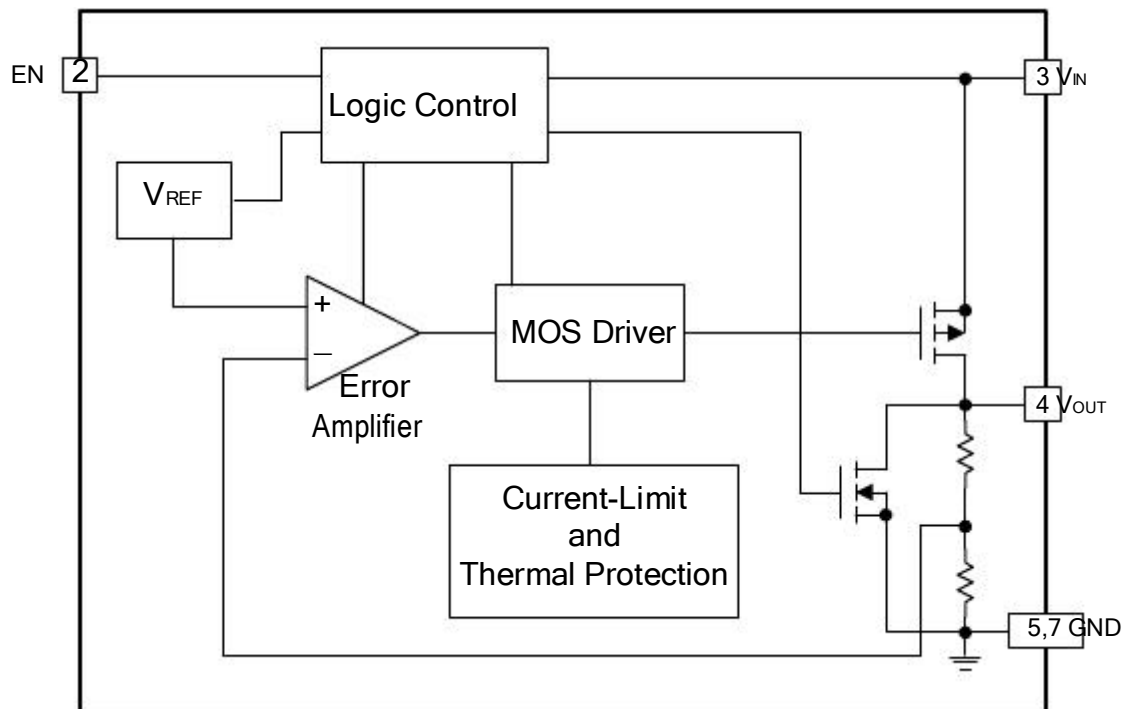 EN 2
3 VIN
Logic Control
VREF
+
−
MOS Driver
Error
Amplifier
4 VOUT
Current-Limit
and
Thermal Protection
5,7 GND